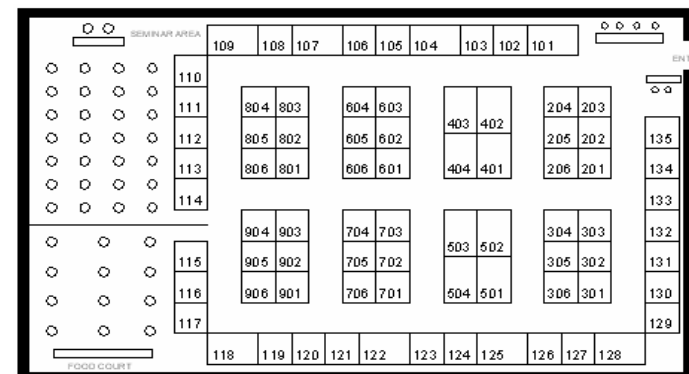 SEMINAR AREA
109 108 107 106 105 104 103 102 101
ENT
110
111 804 803 604 603 204 203
403 402
112 805 802 605 602 205 202 135
113 806 801 606 601 404 401 206 201 134
114 133
904 903 704 703 304 303 132
503 502
115 905 902 705 702 305 302 131
116 906 901 706 701 504 501 306 301 130
117 129
118 119 120 121 122 123 124 125 126 127 128
FOOD COURT